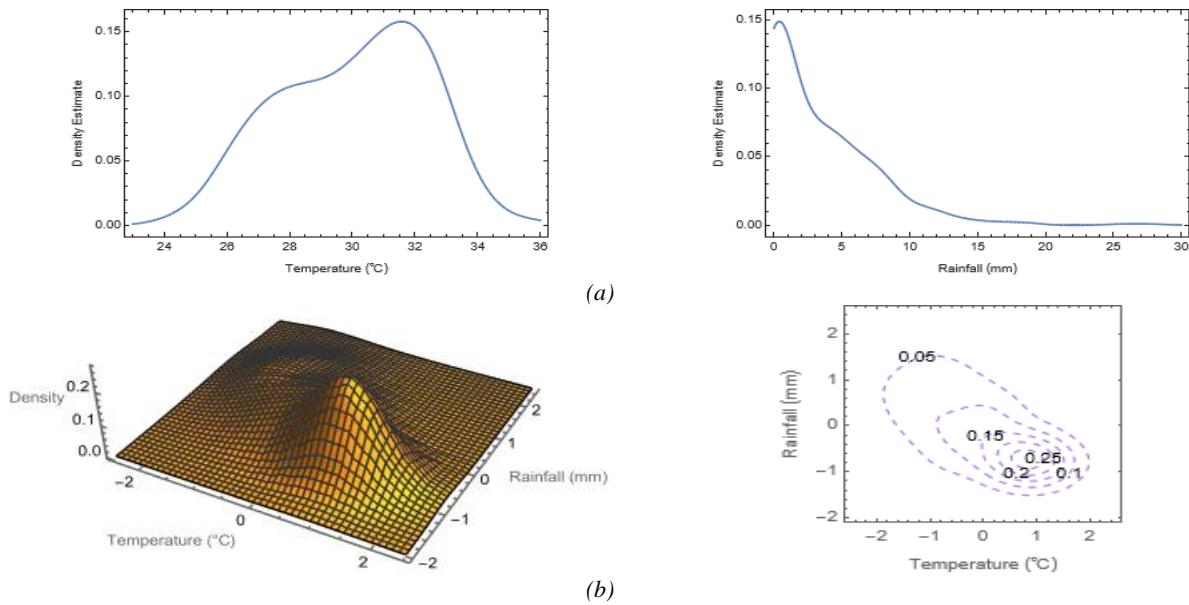 0.15
0.10
0.05
0.00
Density Estimate
24 26 28 30 32 34 36
Temperature (°C)
0.15
0.10
0.05
0.00
Density Estimate
0 5 10 15 20 25 30
Rainfall (mm)
(a)
Density
0.2
0.1
0.0
−2
0
2
Temperature (°C)
2
1
0
−1
−2
Rainfall (mm)
2
1
0
−1
−2
Rainfall (mm)
0.05
0.15
0.25
0.2 0.1
−2 −1 0 1 2
Temperature (°C)
(b)